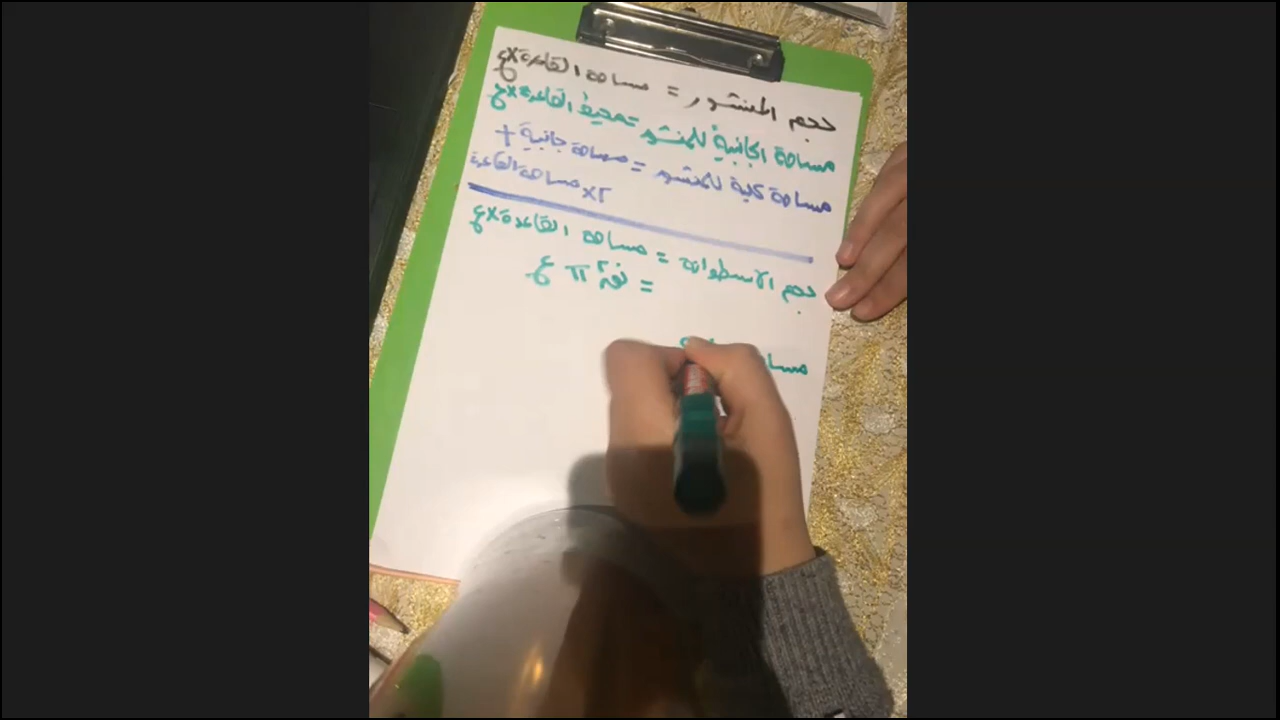 حجم المنشور = مساحة القاعدة × ع
مساحة الجانبية للمنشور = محيط القاعدة × ع
مساحة كلية للمنشور = مساحة جانبية +
٢ × مساحة القاعدة
حجم الاسطوانة = مساحة القاعدة × ع
= نق² π ع